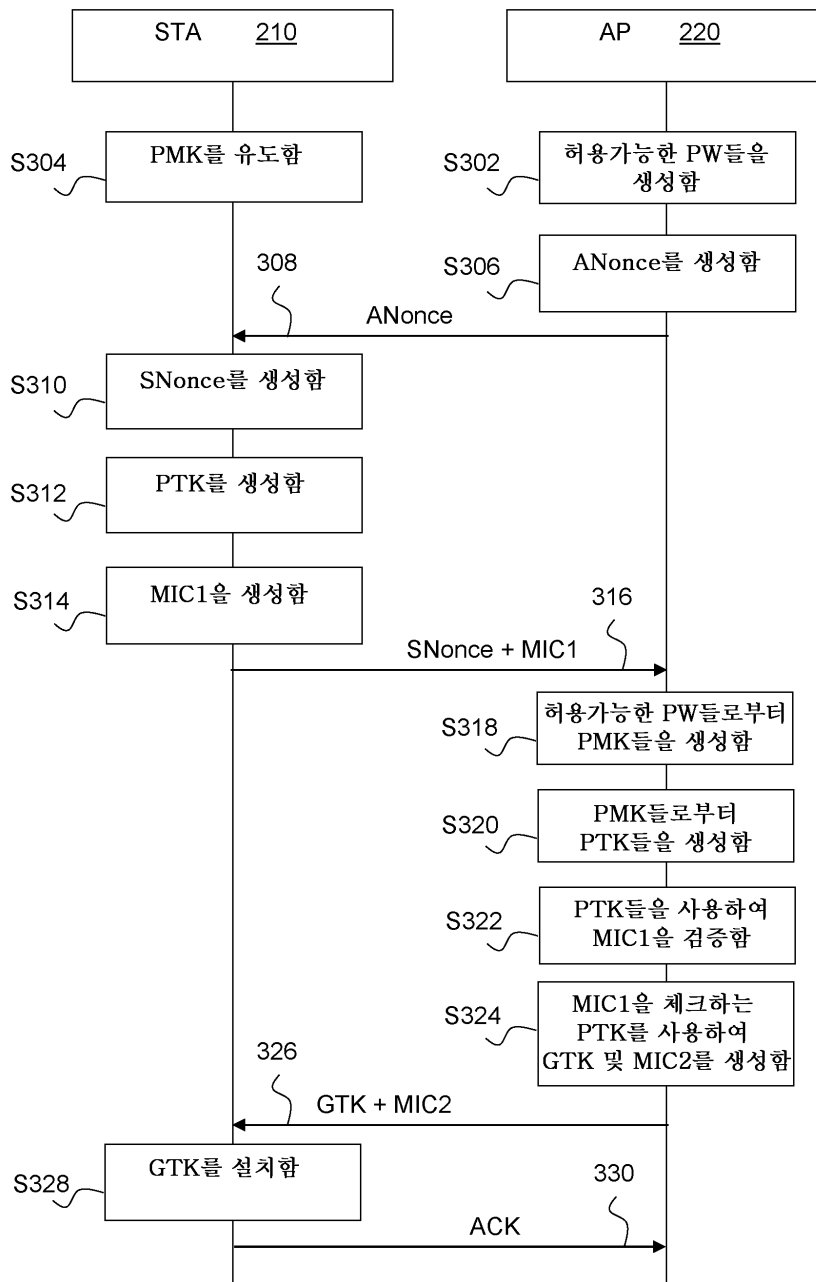 STA 210
AP 220
S304
PMK를 유도함
S302
허용가능한 PW들을
생성함
S306
ANonce를 생성함
308
ANonce
S310
SNonce를 생성함
S312
PTK를 생성함
S314
MIC1을 생성함
316
SNonce + MIC1
S318
허용가능한 PW들로부터
PMK들을 생성함
S320
PMK들로부터
PTK들을 생성함
S322
PTK들을 사용하여
MIC1을 검증함
S324
MIC1을 체크하는
PTK를 사용하여
GTK 및 MIC2를 생성함
326
GTK + MIC2
S328
GTK를 설치함
330
ACK